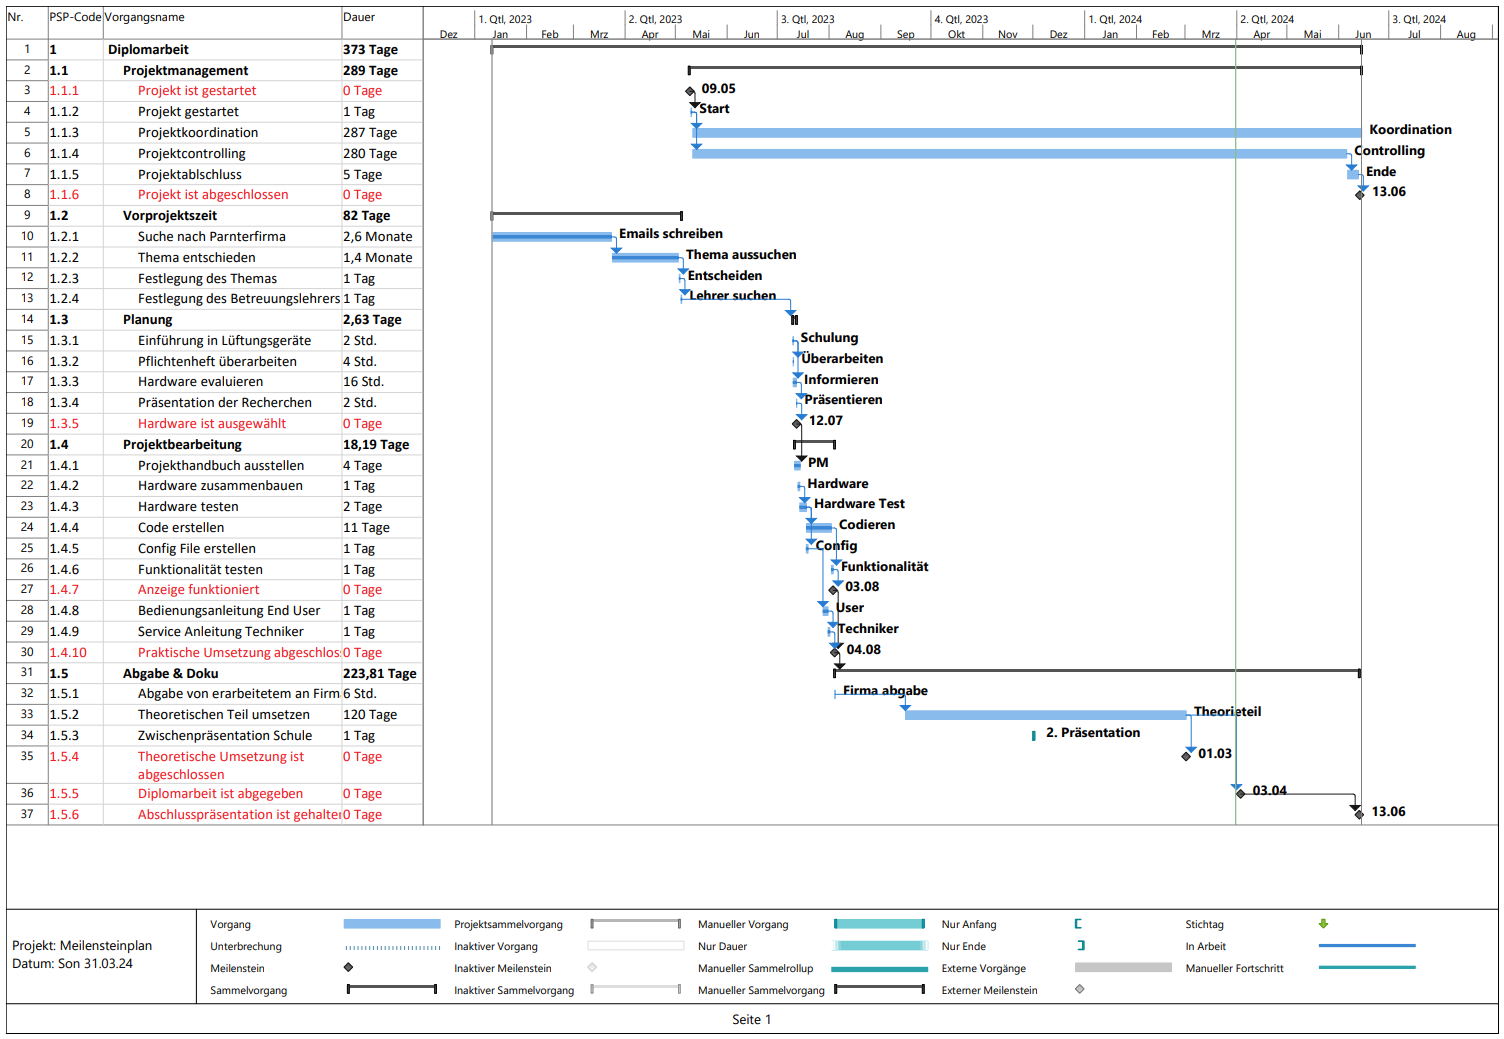 Nr. PSP-Code Vorgangsname Dauer
1. Qtl, 2023 2. Qtl, 2023 3. Qtl, 2023 4. Qtl, 2023 1. Qtl, 2024 2. Qtl, 2024 3. Qtl, 2024
Dez Jan Feb Mrz Apr Mai Jun Jul Aug Sep Okt Nov Dez Jan Feb Mrz Apr Mai Jun Jul Aug
1 1 Diplomarbeit 373 Tage
2 1.1 Projektmanagement 289 Tage
3 1.1.1 Projekt ist gestartet 0 Tage 09.05
4 1.1.2 Projekt gestartet 1 Tag Start
5 1.1.3 Projektkoordination 287 Tage Koordination
6 1.1.4 Projektcontrolling 280 Tage Controlling
7 1.1.5 Projektablschluss 5 Tage Ende
8 1.1.6 Projekt ist abgeschlossen 0 Tage 13.06
9 1.2 Vorprojektszeit 82 Tage
10 1.2.1 Suche nach Parnterfirma 2,6 Monate Emails schreiben
11 1.2.2 Thema entschieden 1,4 Monate Thema aussuchen
12 1.2.3 Festlegung des Themas 1 Tag Entscheiden
13 1.2.4 Festlegung des Betreuungslehrers 1 Tag Lehrer suchen
14 1.3 Planung 2,63 Tage
15 1.3.1 Einführung in Lüftungsgeräte 2 Std. Schulung
16 1.3.2 Pflichtenheft überarbeiten 4 Std. Überarbeiten
17 1.3.3 Hardware evaluieren 16 Std. Informieren
18 1.3.4 Präsentation der Recherchen 2 Std. Präsentieren
19 1.3.5 Hardware ist ausgewählt 0 Tage 12.07
20 1.4 Projektbearbeitung 18,19 Tage
21 1.4.1 Projekthandbuch ausstellen 4 Tage PM
22 1.4.2 Hardware zusammenbauen 1 Tag Hardware
23 1.4.3 Hardware testen 2 Tage Hardware Test
24 1.4.4 Code erstellen 11 Tage Codieren
25 1.4.5 Config File erstellen 1 Tag Config
26 1.4.6 Funktionalität testen 1 Tag Funktionalität
27 1.4.7 Anzeige funktioniert 0 Tage 03.08
28 1.4.8 Bedienungsanleitung End User 1 Tag User
29 1.4.9 Service Anleitung Techniker 1 Tag Techniker
30 1.4.10 Praktische Umsetzung abgeschlos 0 Tage 04.08
31 1.5 Abgabe & Doku 223,81 Tage
32 1.5.1 Abgabe von erarbeitetem an Firm 6 Std. Firma abgabe
33 1.5.2 Theoretischen Teil umsetzen 120 Tage Theorieteil
34 1.5.3 Zwischenpräsentation Schule 1 Tag 2. Präsentation
35 1.5.4 Theoretische Umsetzung ist 0 Tage 01.03
abgeschlossen
36 1.5.5 Diplomarbeit ist abgegeben 0 Tage 03.04
37 1.5.6 Abschlusspräsentation ist gehalter 0 Tage 13.06
Projekt: Meilensteinplan
Datum: Son 31.03.24
Vorgang Projektsammelvorgang Manueller Vorgang Nur Anfang Stichtag
Unterbrechung Inaktiver Vorgang Nur Dauer Nur Ende In Arbeit
Meilenstein Inaktiver Meilenstein Manueller Sammelrollup Externe Vorgänge Manueller Fortschritt
Sammelvorgang Inaktiver Sammelvorgang Manueller Sammelvorgang Externer Meilenstein
Seite 1